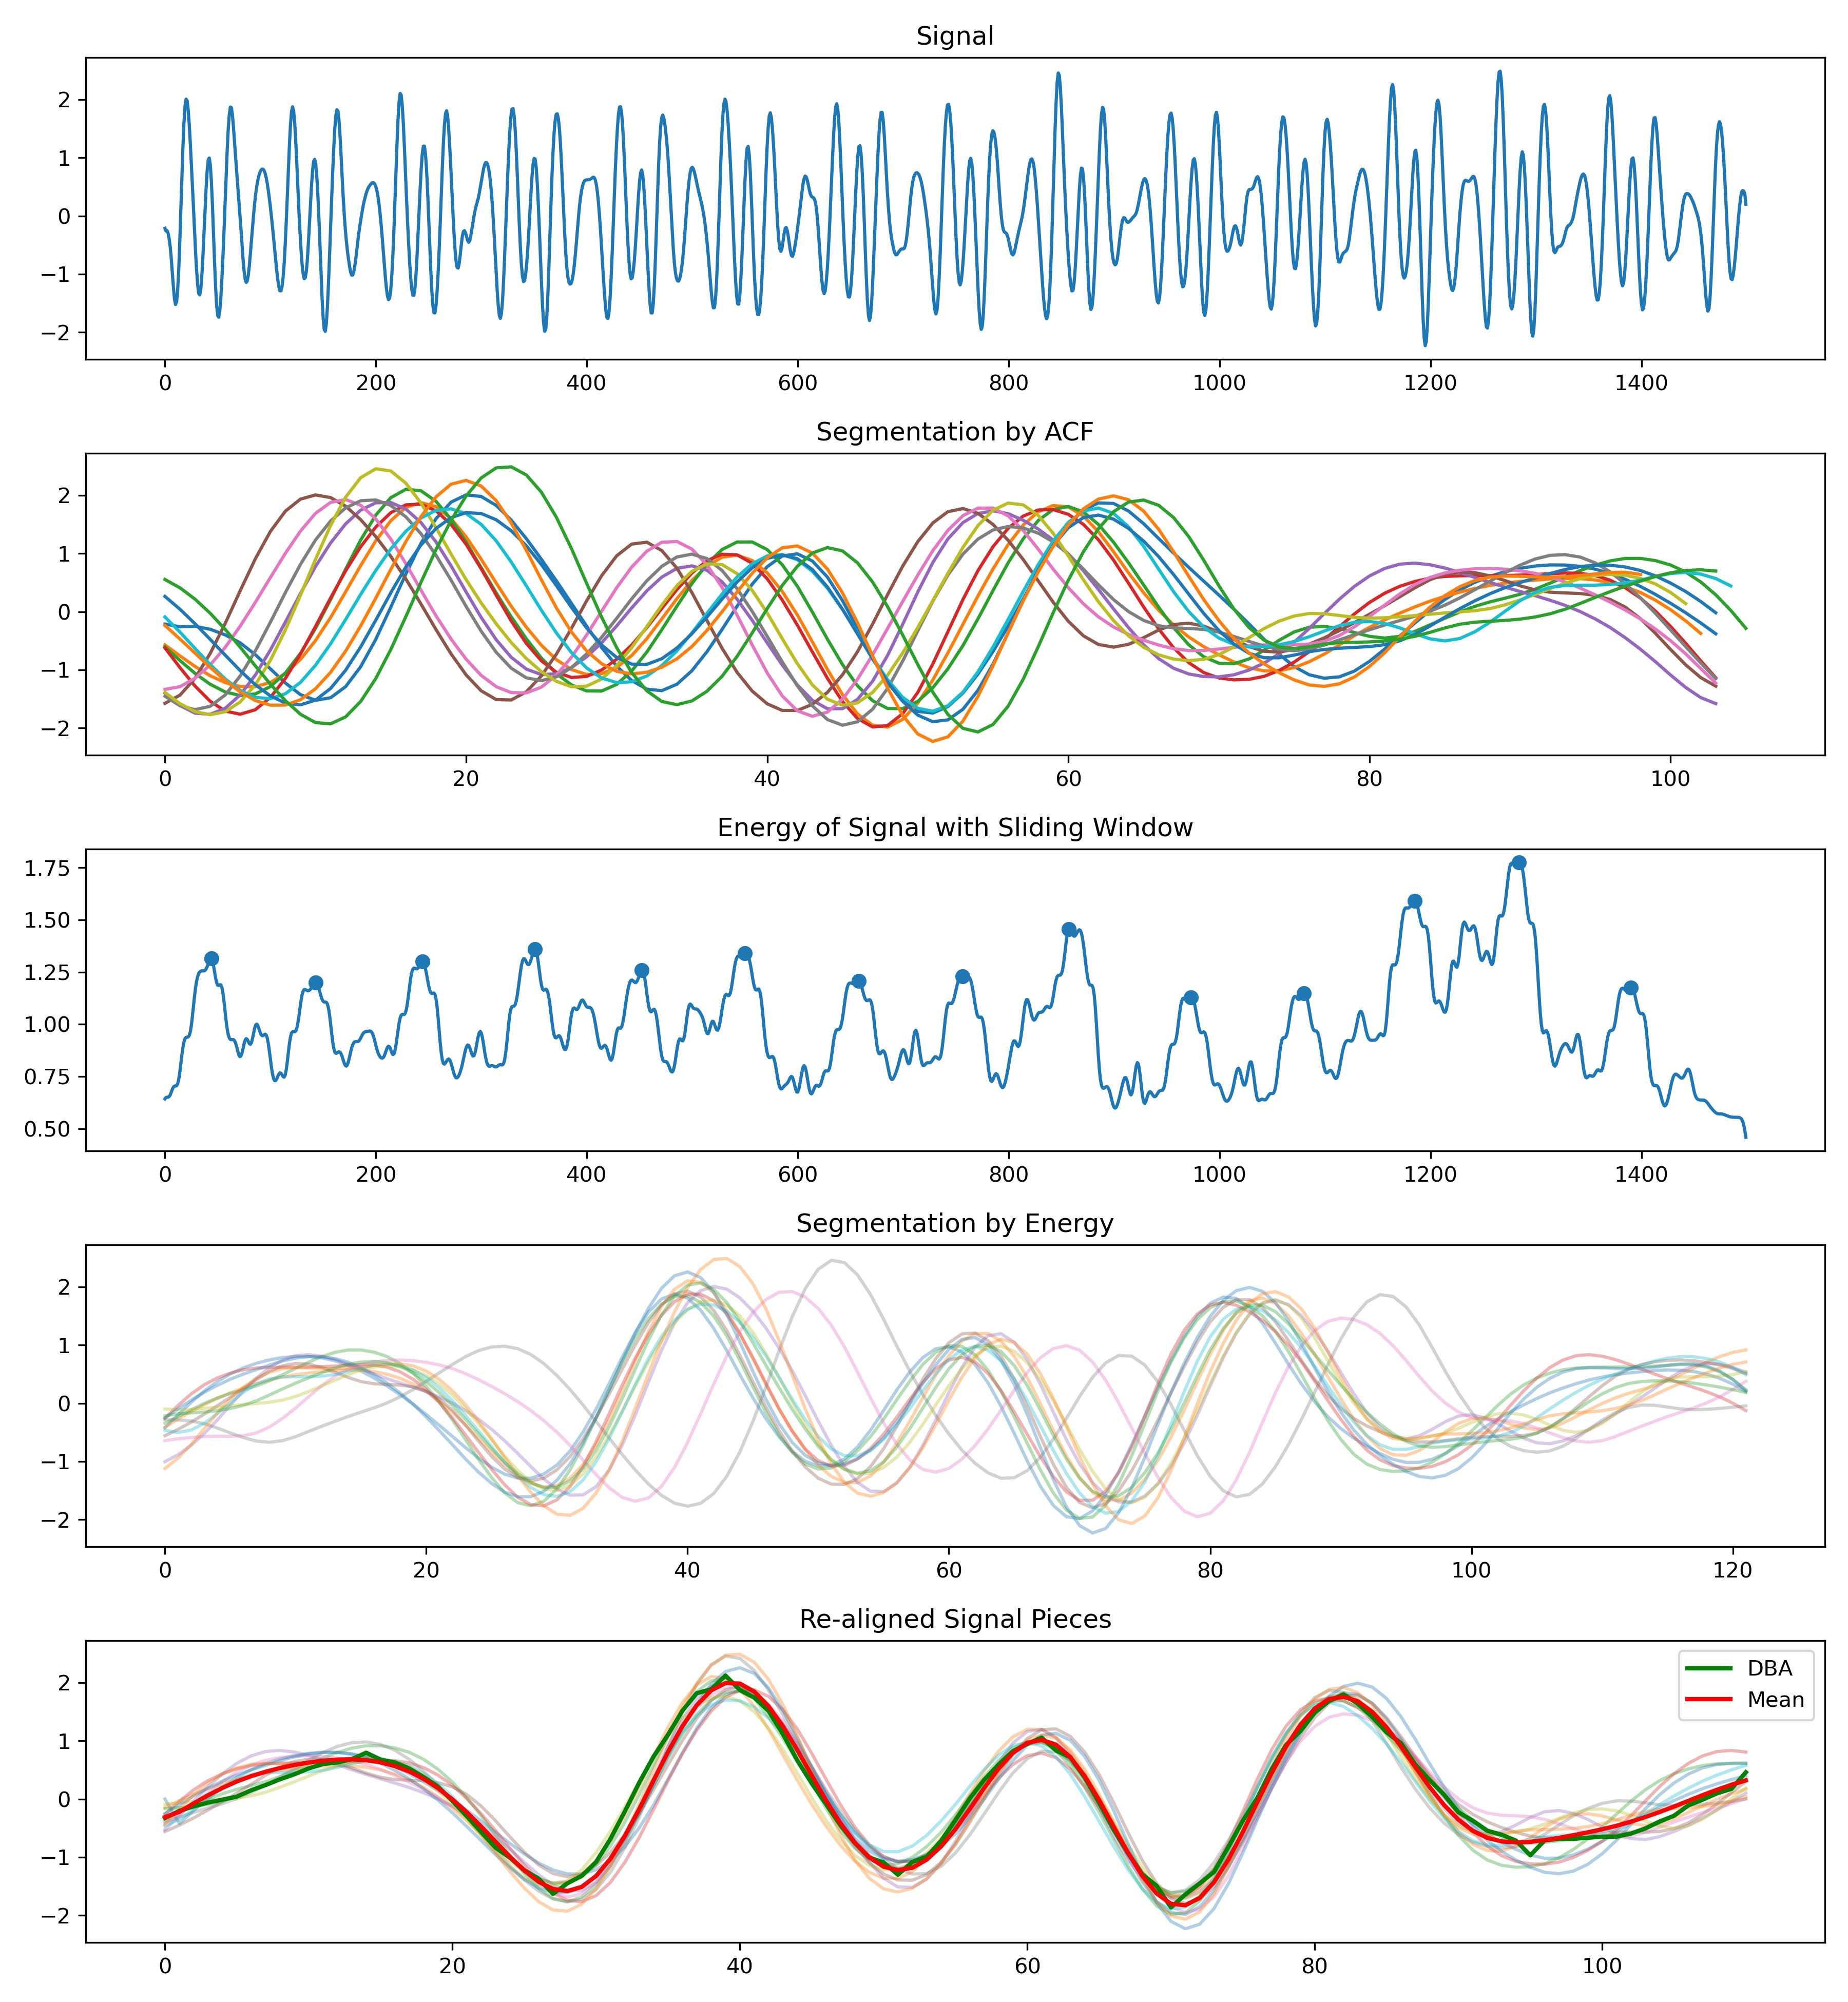 Signal
2
1
0
−1
−2
0 200 400 600 800 1000 1200 1400
Segmentation by ACF
2
1
0
−1
−2
0 20 40 60 80 100
Energy of Signal with Sliding Window
1.75
1.50
1.25
1.00
0.75
0.50
0 200 400 600 800 1000 1200 1400
Segmentation by Energy
2
1
0
−1
−2
0 20 40 60 80 100 120
Re-aligned Signal Pieces
DBA
Mean
2
1
0
−1
−2
0 20 40 60 80 100